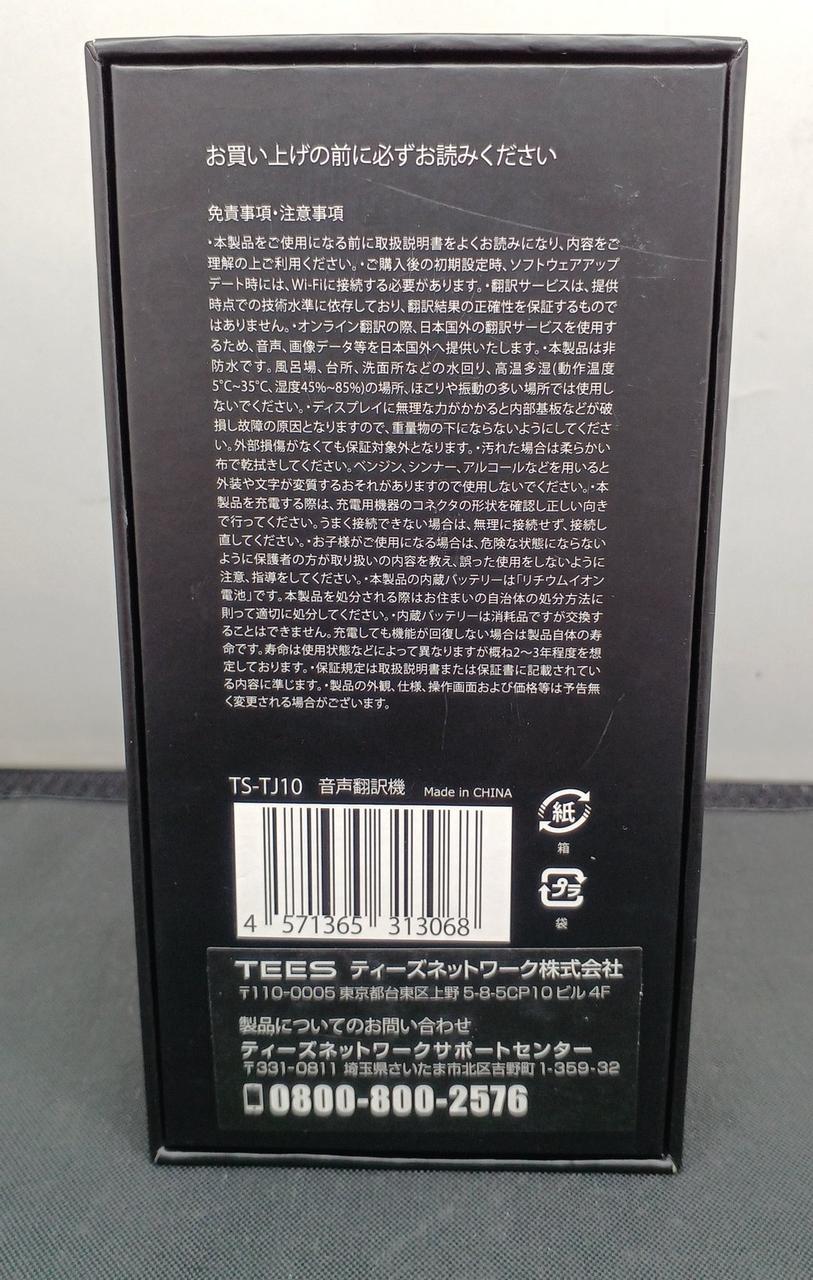 お買い上げの前に必ずお読みください
免責事項・注意事項
・本製品をご使用になる前に取扱説明書をよくお読みになり、内容をご
理解の上ご利用ください。・ご購入後の初期設定時、ソフトウェアアップ
デート時には、Wi-Fiに接続する必要があります。・翻訳サービスは、提供
時点での技術水準に依存しており、翻訳結果の正確性を保証するもので
はありません。・オンライン翻訳の際、日本国外の翻訳サービスを使用す
るため、音声、画像データ等を日本国外へ提供いたします。・本製品は非
防水です。風呂場、台所、洗面所などの水回り、高温多湿(動作温度
5℃~35℃、湿度45%~85%)の場所、ほこりや振動の多い場所では使用し
ないでください。・ディスプレイに無理な力がかかると内部基板などが破
損し故障の原因となりますので、重量物の下にならないようにしてくださ
い。外部損傷がなくても保証対象外となります。・汚れた場合は柔らかい
布で乾拭きしてください。ベンジン、シンナー、アルコールなどを用いると
外装や文字が変質するおそれがありますので使用しないでください。・本
製品を充電する際は、充電用機器のコネクタの形状を確認し正しい向き
で行ってください。うまく接続できない場合は、無理に接続せず、接続し
直してください。・お子様がご使用になる場合は、危険な状態にならない
ように保護者の方が取り扱いの内容を教え、誤った使用をしないように
注意、指導をしてください。・本製品の内蔵バッテリーは「リチウムイオン
電池」です。本製品を処分される際はお住まいの自治体の処分方法に
則って適切に処分してください。・内蔵バッテリーは消耗品ですが交換す
ることはできません。充電しても機能が回復しない場合は製品自体の寿
命です。寿命は使用状態などによって異なりますが概ね2～3年程度を想
定しております。・保証規定は取扱説明書または保証書に記載されてい
る内容に準じます。・製品の外観、仕様、操作画面および価格等は予告無
く変更される場合がございます。
TS-TJ10 音声翻訳機 Made in CHINA
紙
箱
プラ
袋
4 571365 313068
TEES ティーズネットワーク株式会社
〒110-0005 東京都台東区上野 5-8-5CP10 ビル 4F
製品についてのお問い合わせ
ティーズネットワークサポートセンター
〒331-0811 埼玉県さいたま市北区吉野町 1-359-32
0800-800-2576